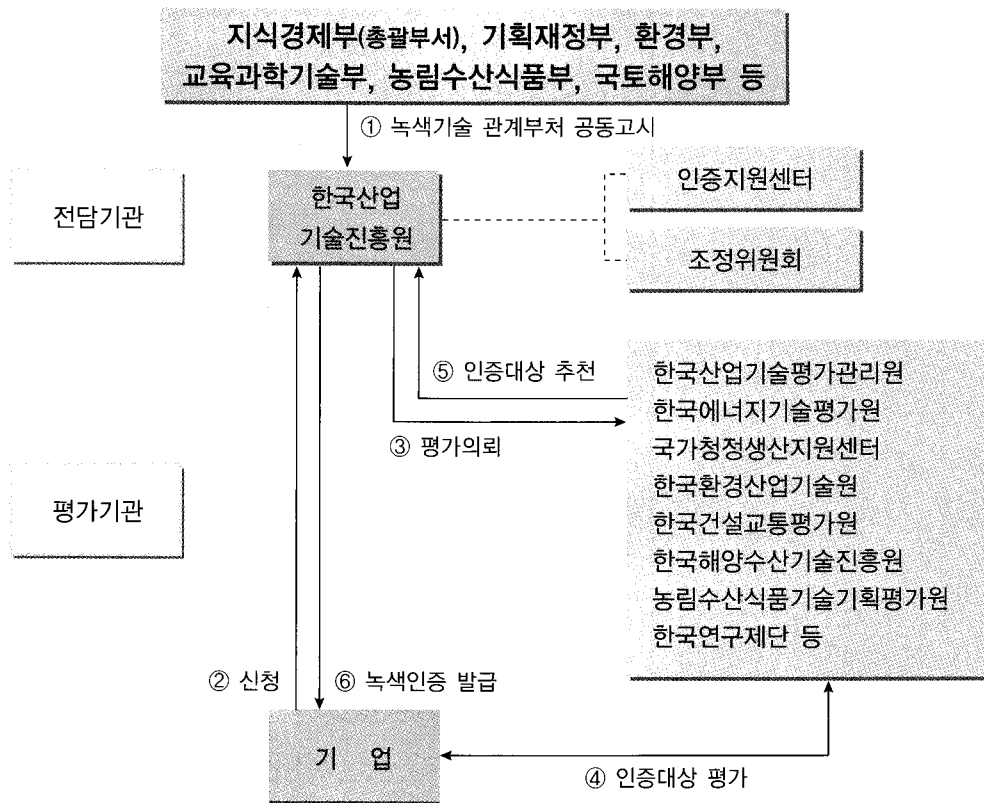 지식경제부(총괄부서), 기획재정부, 환경부,
교육과학기술부, 농림수산식품부, 국토해양부 등
① 녹색기술 관계부처 공동고시
전담기관
한국산업
기술진흥원
인증지원센터
조정위원회
⑤ 인증대상 추천
③ 평가의뢰
평가기관
한국산업기술평가관리원
한국에너지기술평가원
국가청정생산지원센터
한국환경산업기술원
한국건설교통평가원
한국해양수산기술진흥원
농림수산식품기술기획평가원
한국연구제단 등
② 신청
⑥ 녹색인증 발급
기 업
④ 인증대상 평가